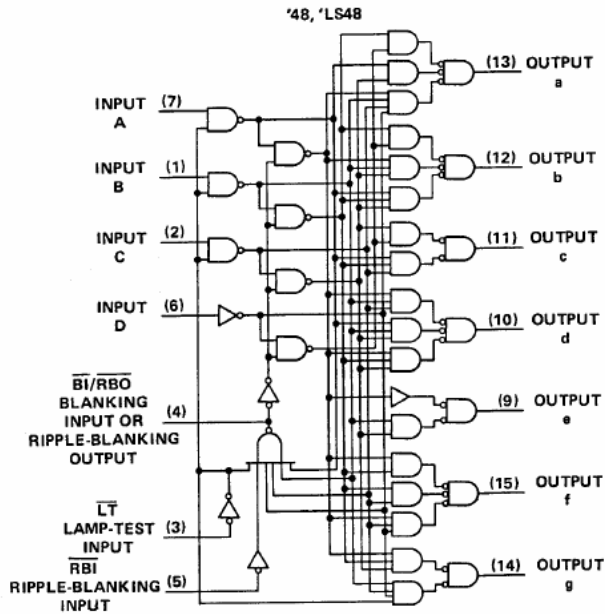 '48, 'LS48
INPUT
A
(7)
INPUT
B
(1)
INPUT
C
(2)
INPUT
D
(6)
BI/RBO
BLANKING
INPUT OR
RIPPLE-BLANKING
OUTPUT
(4)
LT
LAMP-TEST
INPUT
(3)
RBI
RIPPLE-BLANKING
INPUT
(5)
(13)
OUTPUT
a
(12)
OUTPUT
b
(11)
OUTPUT
c
(10)
OUTPUT
d
(9)
OUTPUT
e
(15)
OUTPUT
f
(14)
OUTPUT
g